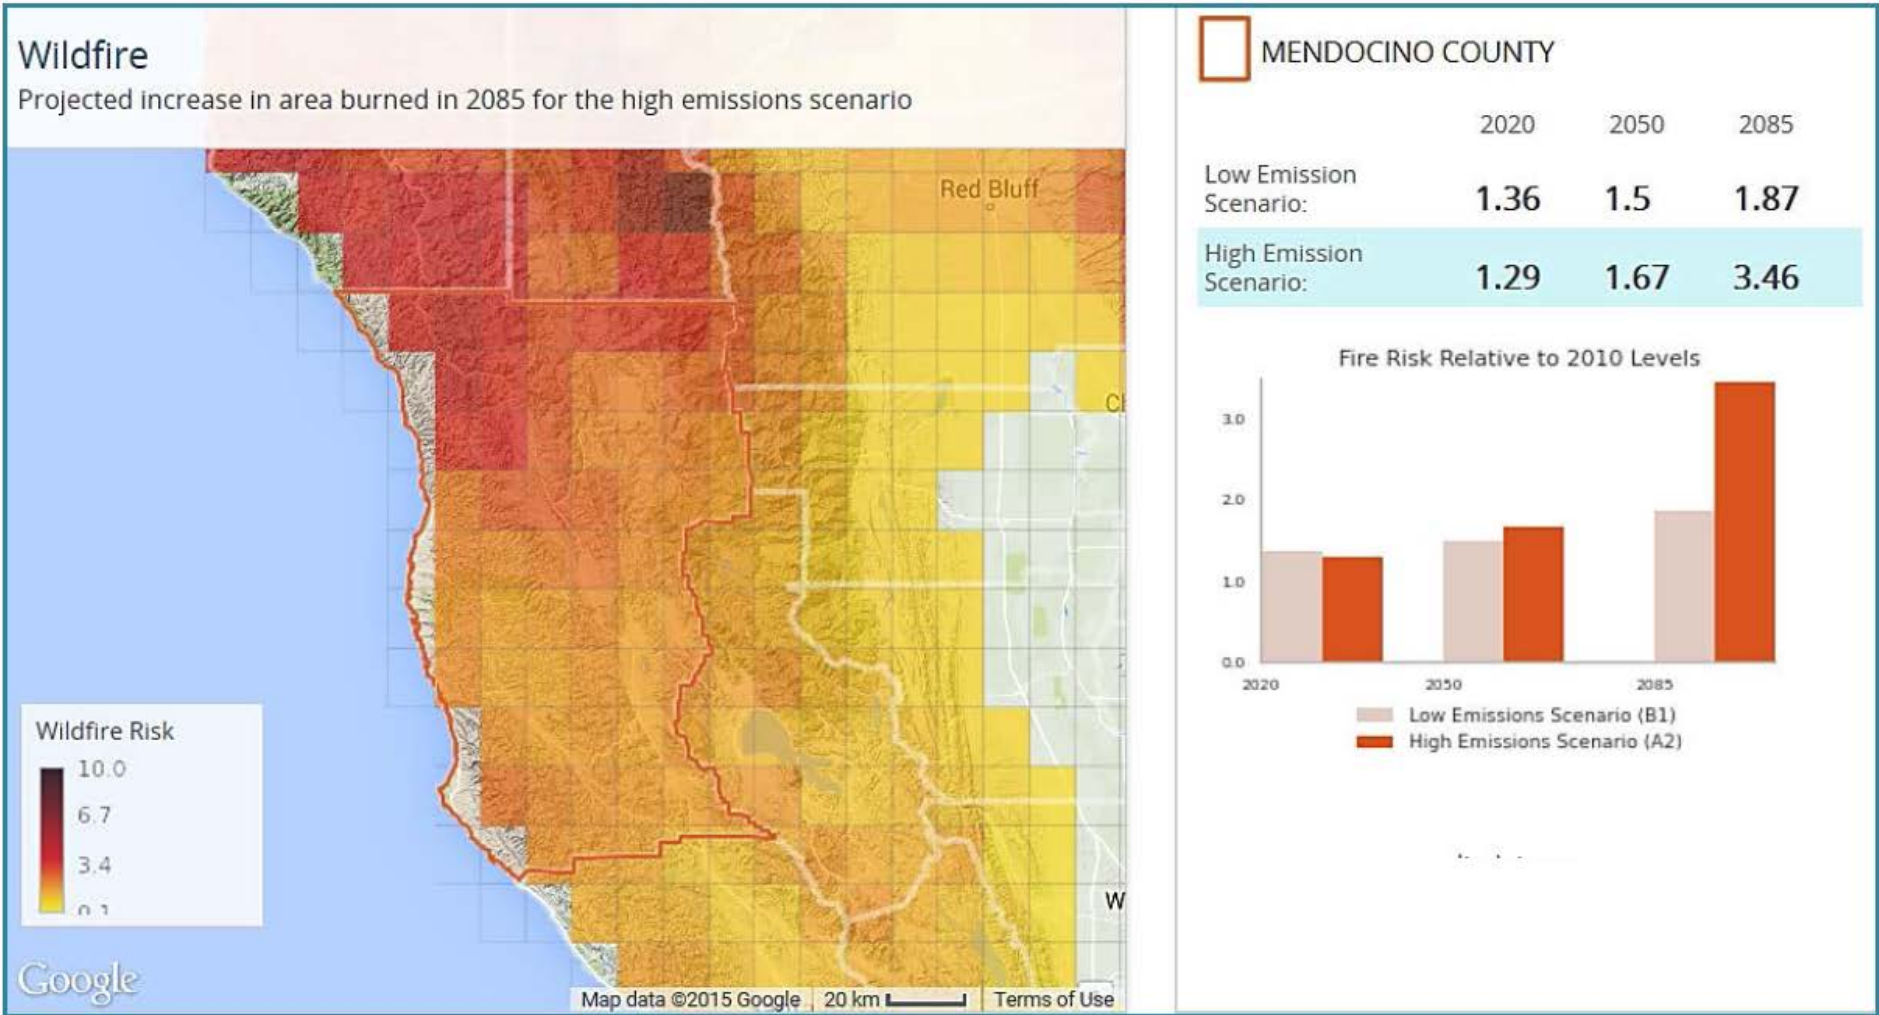 Wildfire
Projected increase in area burned in 2085 for the high emissions scenario
Red Bluff
Wildfire Risk
10.0
6.7
3.4
0.1
Google
Map data ©2015 Google
20 km
Terms of Use
MENDOCINO COUNTY
2020 2050 2085
Low Emission
Scenario: 1.36 1.5 1.87
High Emission
Scenario: 1.29 1.67 3.46
Fire Risk Relative to 2010 Levels
3.0
2.0
1.0
0.0
2020 2050 2085
Low Emissions Scenario (B1)
High Emissions Scenario (A2)